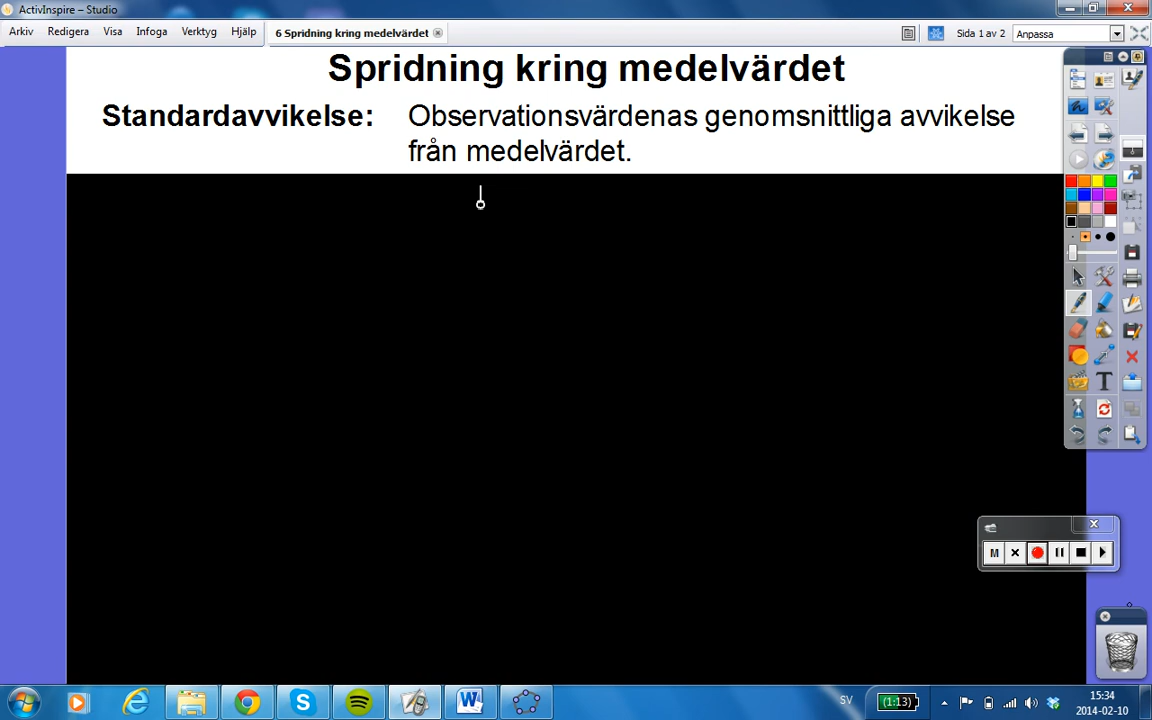 ActivInspire – Studio
Arkiv Redigera Visa Infoga Verktyg Hjälp
6 Spridning kring medelvärdet
Sida 1 av 2
Anpassa
Spridning kring medelvärdet
Standardavvikelse: Observationsvärdenas genomsnittliga avvikelse
från medelvärdet.
M
SV
(1:13)
15:34
2014-02-10